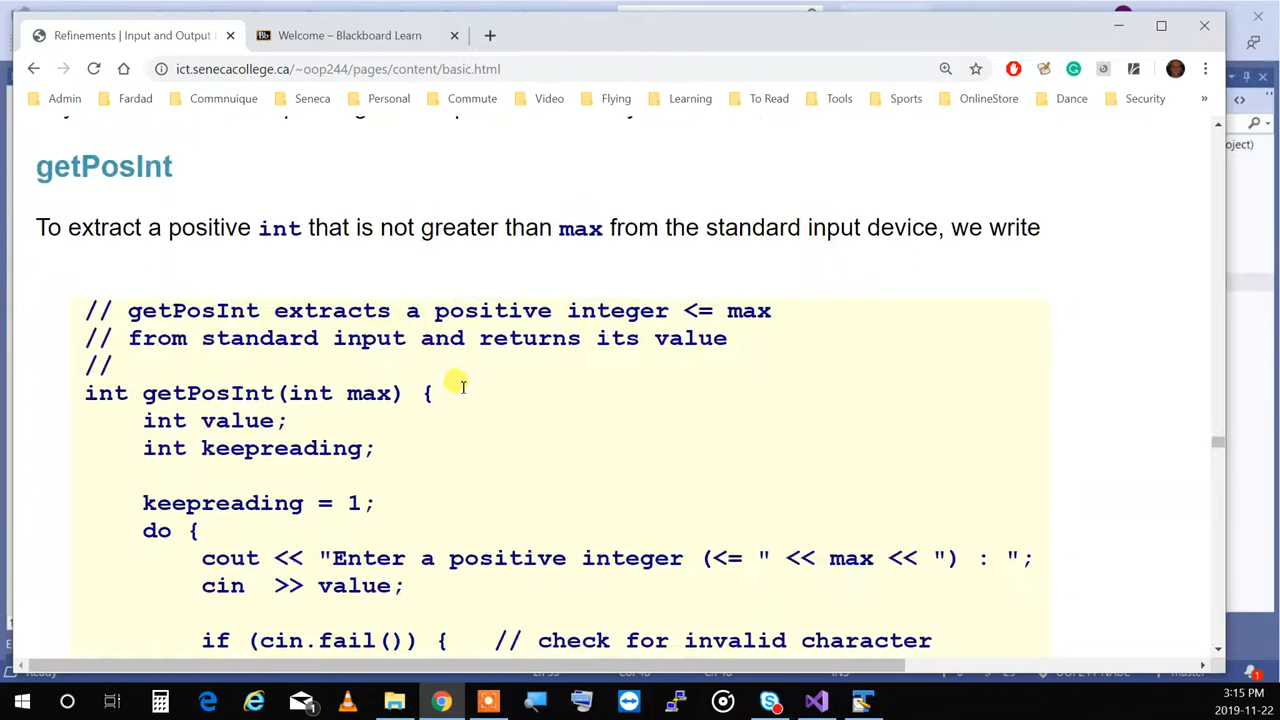 Refinements | Input and Output
Welcome – Blackboard Learn
ict.senecacollege.ca/~oop244/pages/content/basic.html
Admin Fardad Commnuique Seneca Personal Commute Video Flying Learning To Read Tools Sports OnlineStore Dance Security »
oject)
getPosInt
To extract a positive int that is not greater than max from the standard input device, we write
// getPosInt extracts a positive integer <= max
// from standard input and returns its value
//
int getPosInt(int max) {
int value;
int keepreading;
keepreading = 1;
do {
cout << "Enter a positive integer (<= " << max << ") : ";
cin >> value;
if (cin.fail()) { // check for invalid character
3:15 PM
2019-11-22